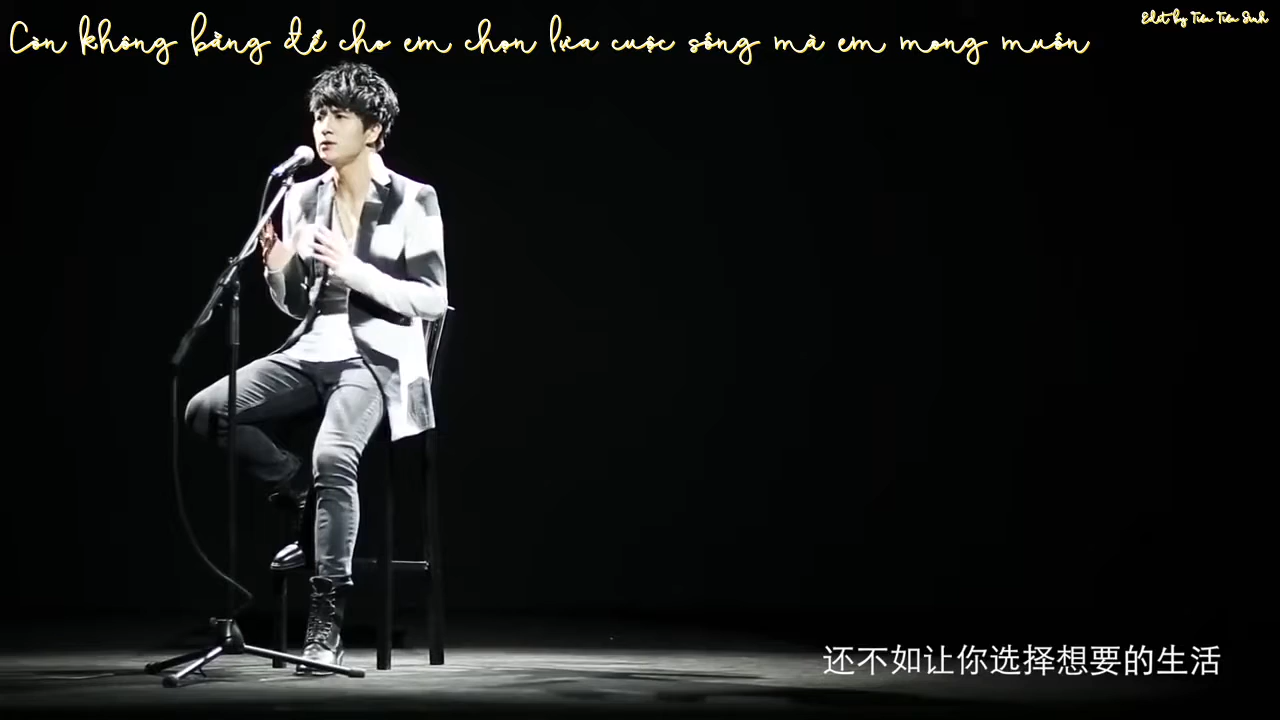 Còn không bằng để cho em chọn lựa cuộc sống mà em mong muốn
Edit by Tiêu Tiêu Anh
还不如让你选择想要的生活